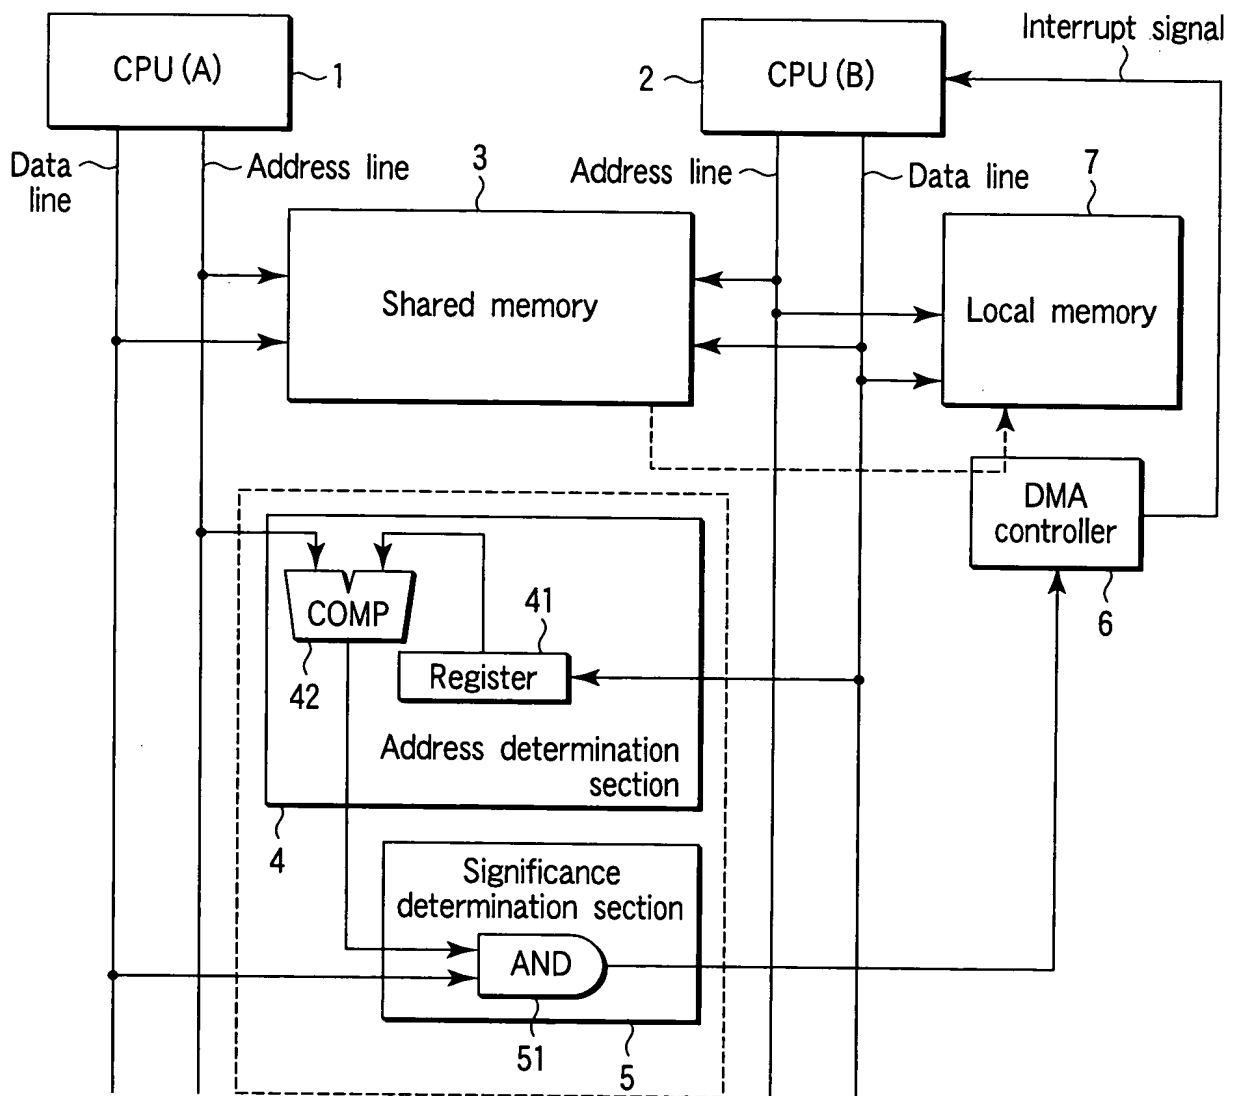 Interrupt signal
CPU (A)
1
2
CPU (B)
Data
line
Address line
3
Address line
Data line
7
Shared memory
Local memory
DMA
controller
6
COMP
42
41
Register
Address determination
section
4
Significance
determination section
AND
51
5